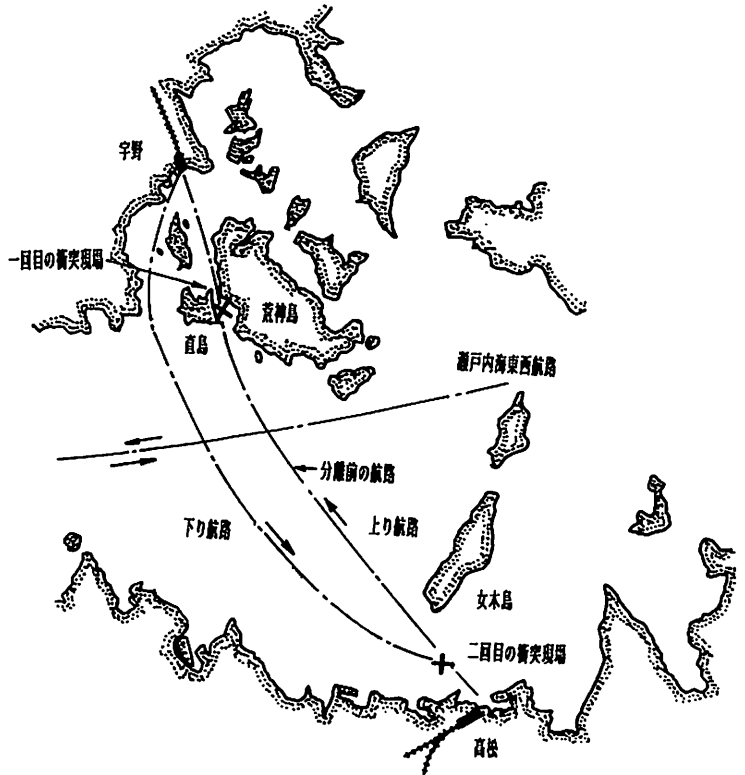 宇野
一回目の衝突現場
荒神島
直島
瀬戸内海東西航路
分離前の航路
下り航路
上り航路
女木島
二回目の衝突現場
高松